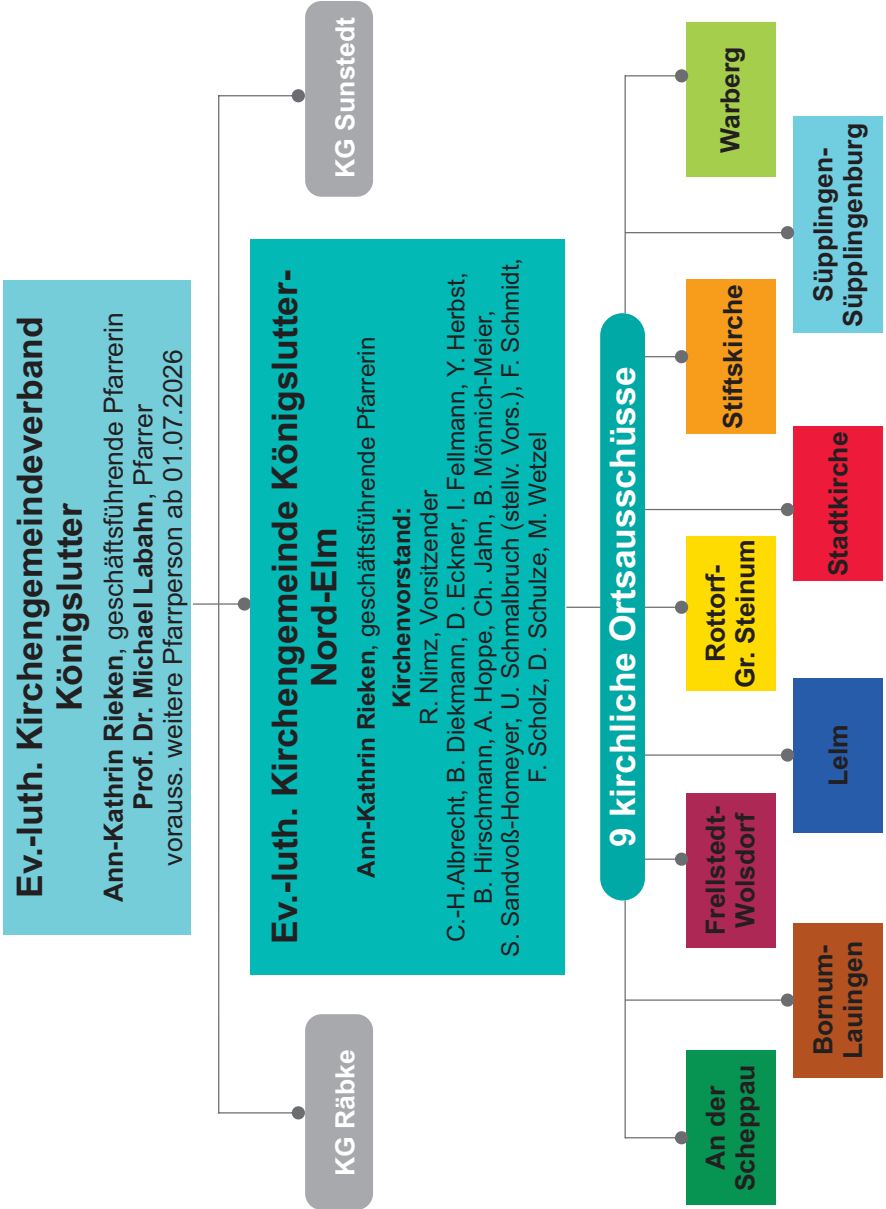 Ev.-luth. Kirchengemeindeverband
Königslutter
Ann-Kathrin Rieken, geschäftsführende Pfarrerin
Prof. Dr. Michael Labahn, Pfarrer
vorauss. weitere Pfarrperson ab 01.07.2026
KG Räbke
Ev.-luth. Kirchengemeinde Königslutter-
Nord-Elm
Ann-Kathrin Rieken, geschäftsführende Pfarrerin
Kirchenvorstand:
R. Nimz, Vorsitzender
C.-H.Albrecht, B. Diekmann, D. Eckner, I. Fellmann, Y. Herbst,
B. Hirschmann, A. Hoppe, Ch. Jahn, B. Mönnich-Meier,
S. Sandvoß-Homeyer, U. Schmalbruch (stellv. Vors.), F. Schmidt,
F. Scholz, D. Schulze, M. Wetzel
KG Sunstedt
9 kirchliche Ortsausschüsse
An der
Scheppau
Frellstedt-
Wolsdorf
Rottorf-
Gr. Steinum
Stiftskirche
Warberg
Bornum-
Lauingen
Lelm
Stadtkirche
Süpplingen-
Süpplingenburg